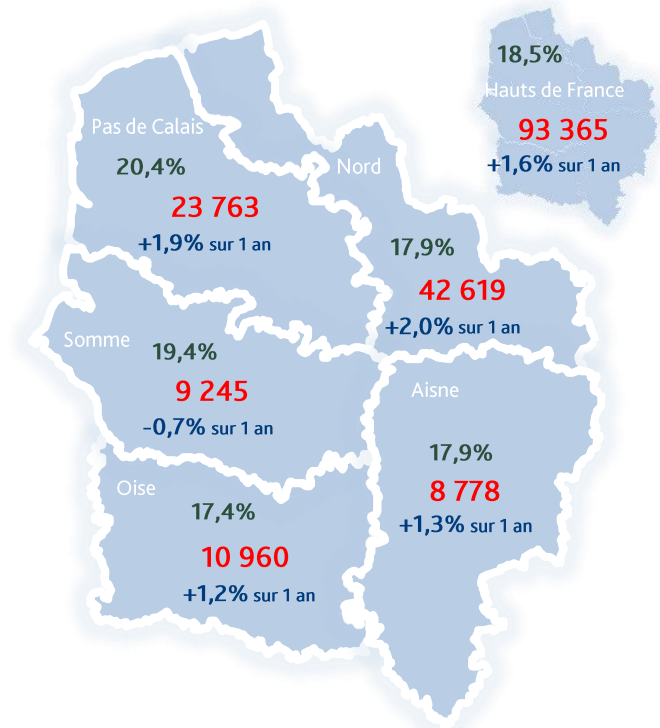 18,5%
Hauts de France
93 365
+1,6% sur 1 an
Pas de Calais
20,4%
23 763
+1,9% sur 1 an
Nord
17,9%
42 619
+2,0% sur 1 an
Somme
19,4%
9 245
-0,7% sur 1 an
Aisne
17,9%
8 778
+1,3% sur 1 an
Oise
17,4%
10 960
+1,2% sur 1 an